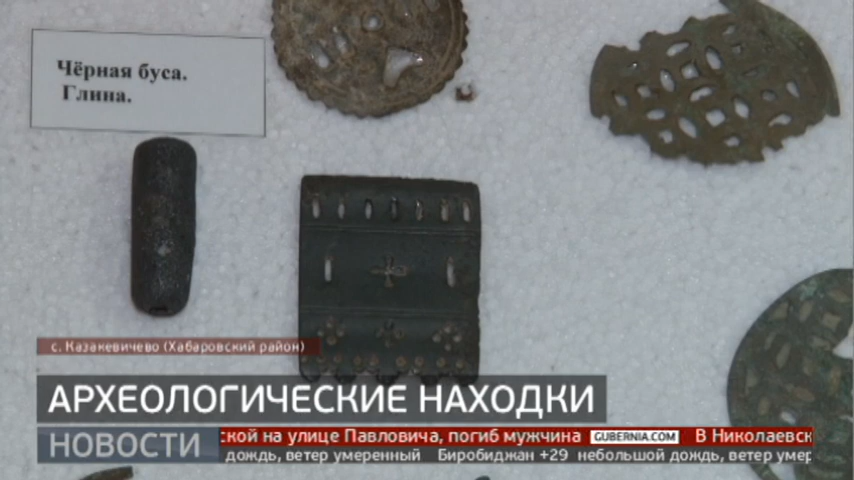 Чёрная буса.
Глина.
с. Казакевичево (Хабаровский район)
АРХЕОЛОГИЧЕСКИЕ НАХОДКИ
НОВОСТИ
ской на улице Павловича, погиб мужчина GUBERNIA.COM В Николаевск
дождь, ветер умеренный Биробиджан +29 небольшой дождь, ветер умер